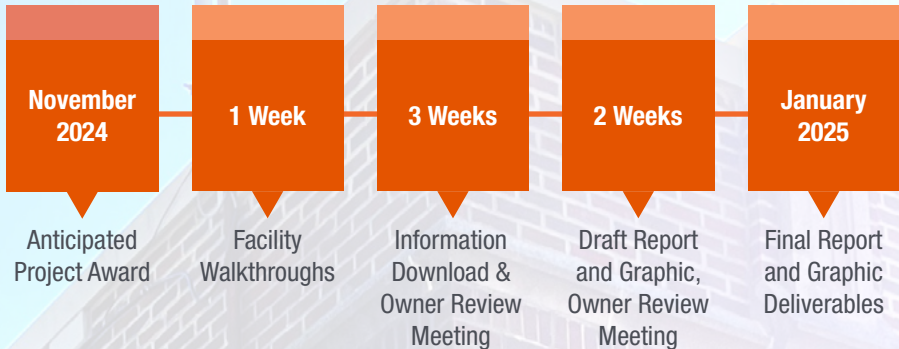 November
2024
1 Week
3 Weeks
2 Weeks
January
2025
Anticipated
Project Award
Facility
Walkthroughs
Information
Download &
Owner Review
Meeting
Draft Report
and Graphic,
Owner Review
Meeting
Final Report
and Graphic
Deliverables